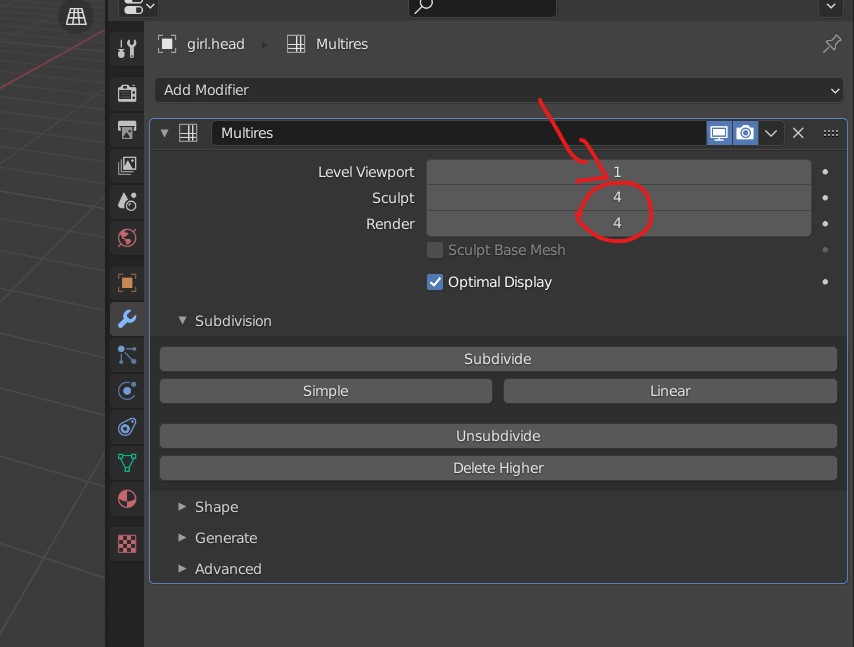 girl.head Multires
Add Modifier
Multires
Level Viewport 1
Sculpt 4
Render 4
Sculpt Base Mesh
Optimal Display
Subdivision
Subdivide
Simple Linear
Unsubdivide
Delete Higher
Shape
Generate
Advanced